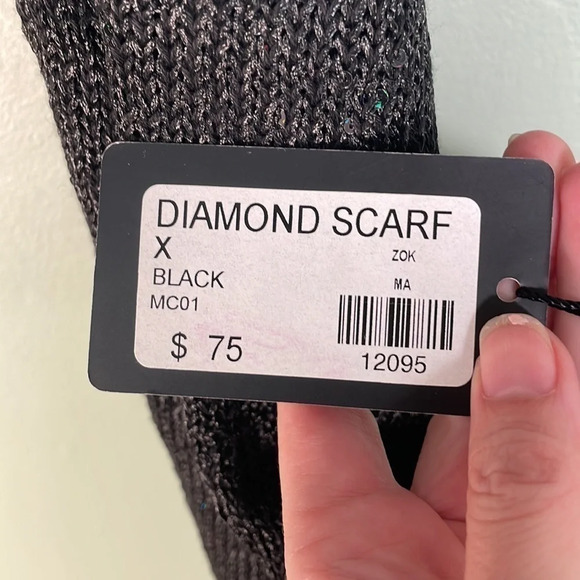 DIAMOND SCARF
X ZOK
BLACK MA
MC01
$ 75
12095